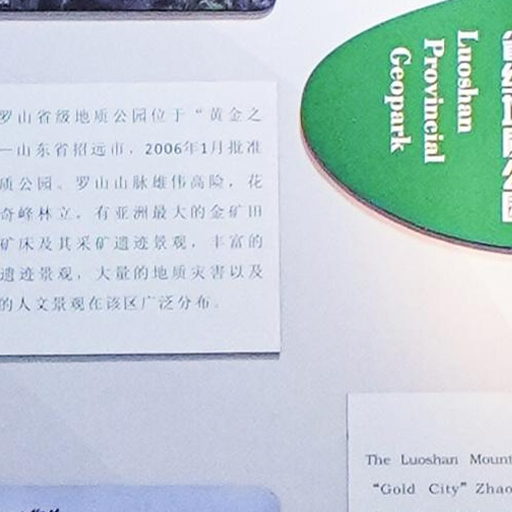 罗山省级地质公园位于“黄金之
—山东省招远市，2006年1月批准
质公园。罗山山脉雄伟高险，花
奇峰林立。有亚洲最大的金矿田
矿床及其采矿遗迹景观，丰富的
遗迹景观，大量的地质灾害以及
的人文景观在该区广泛分布。
Luoshan
Provincial
Geopark
The Luoshan Mount
“Gold City” Zhao